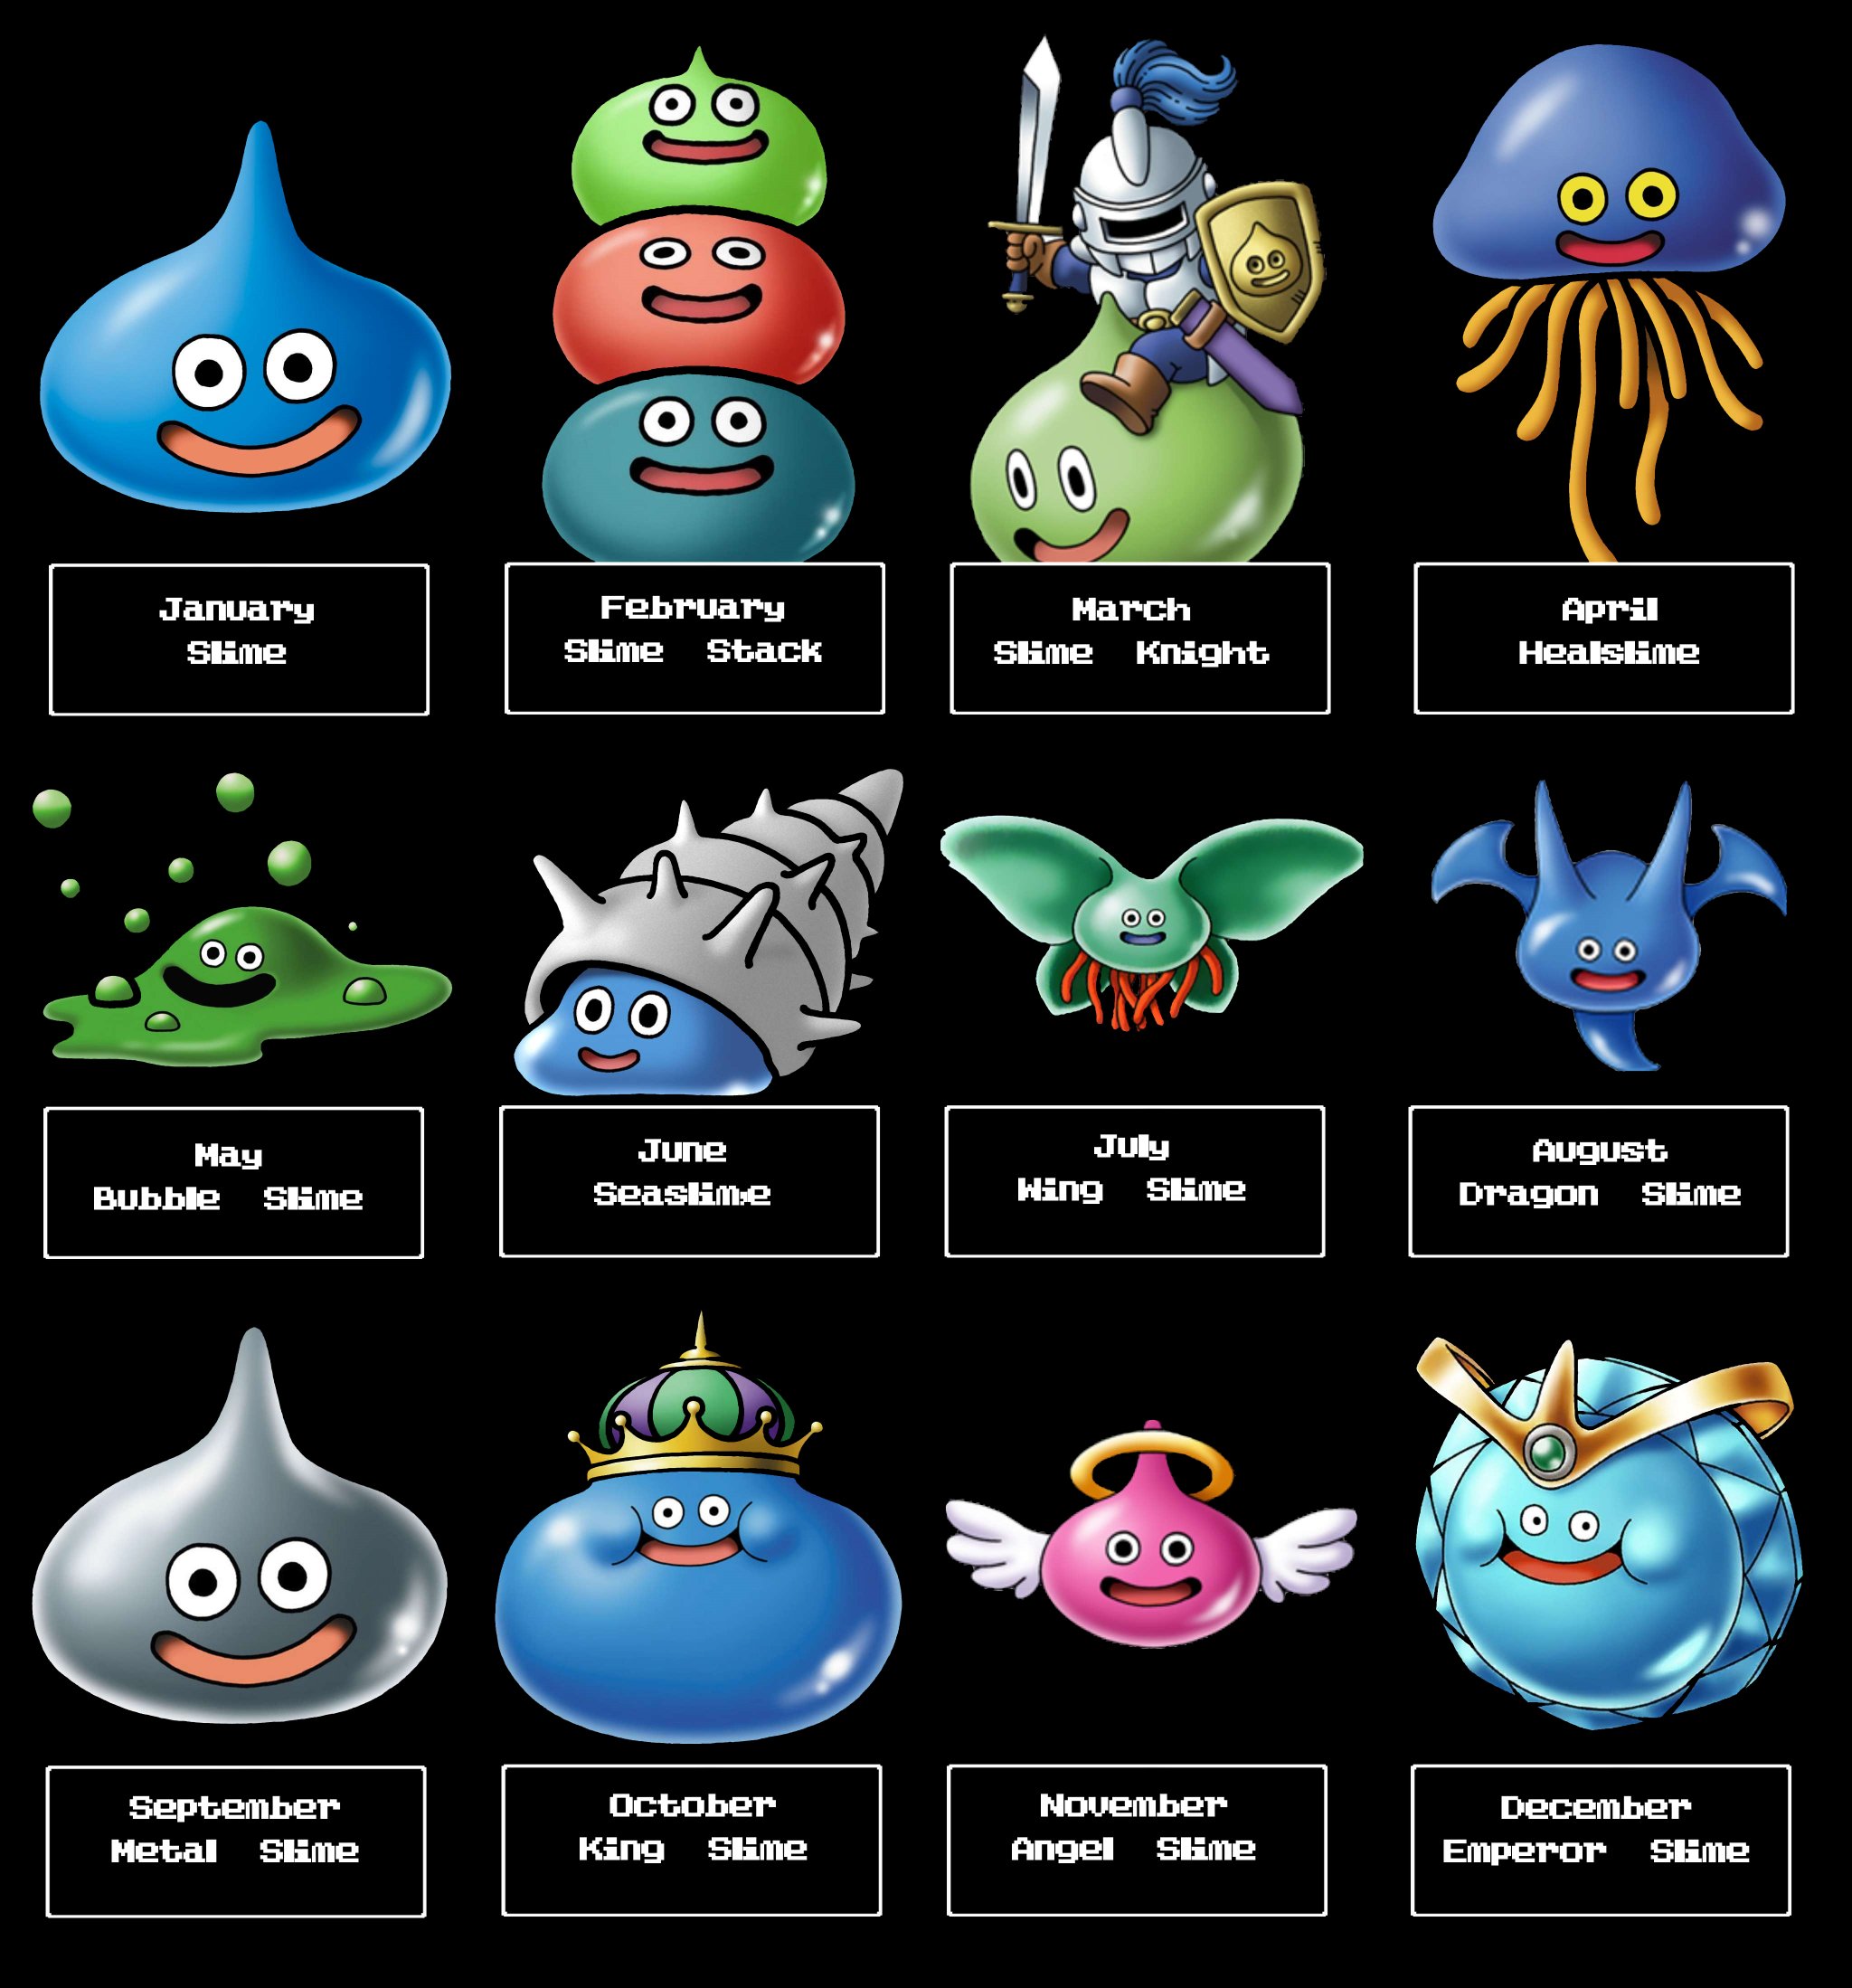 January
Slime
February
Slime Stack
March
Slime Knight
April
Healslime
May
Bubble Slime
June
Seaslime
July
Wing Slime
August
Dragon Slime
September
Metal Slime
October
King Slime
November
Angel Slime
December
Emperor Slime